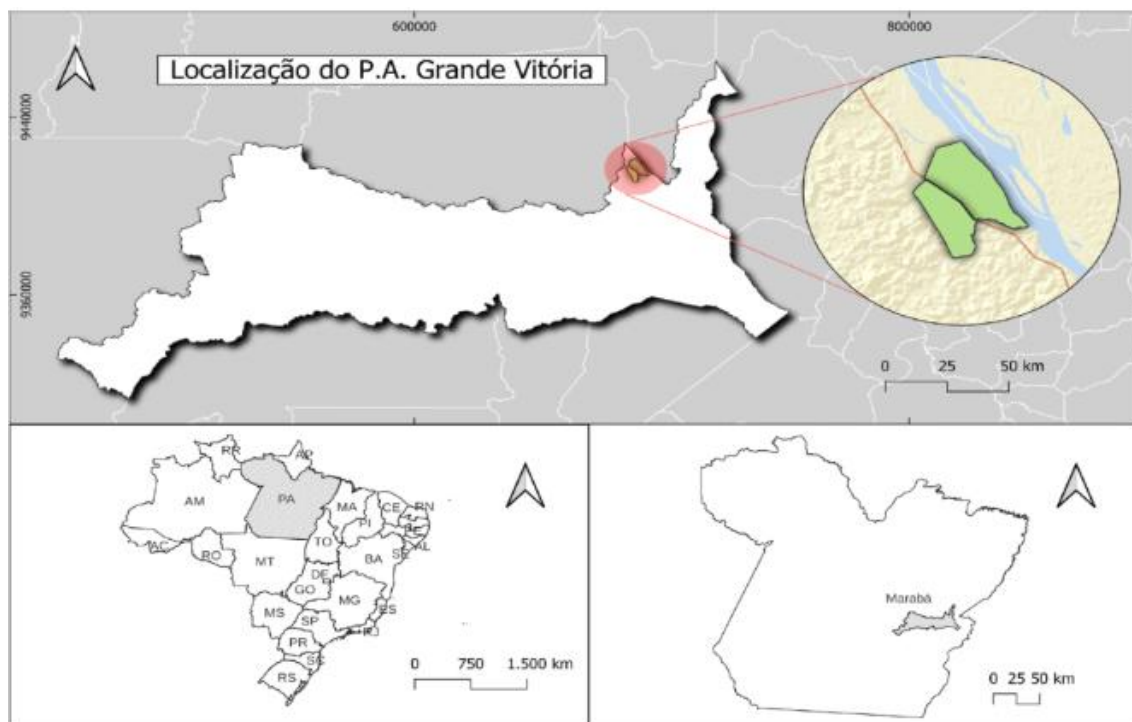 600000
800000
Localização do P.A. Grande Vitória
9440000
9360000
0 25 50 km
RR
AP
AM
PA
MA
CE
RN
PI
AC
RO
TO
AL
SE
MT
BA
DF
GO
MG
MS
ES
SP
RJ
PR
SC
RS
0 750 1.500 km
Marabá
0 25 50 km